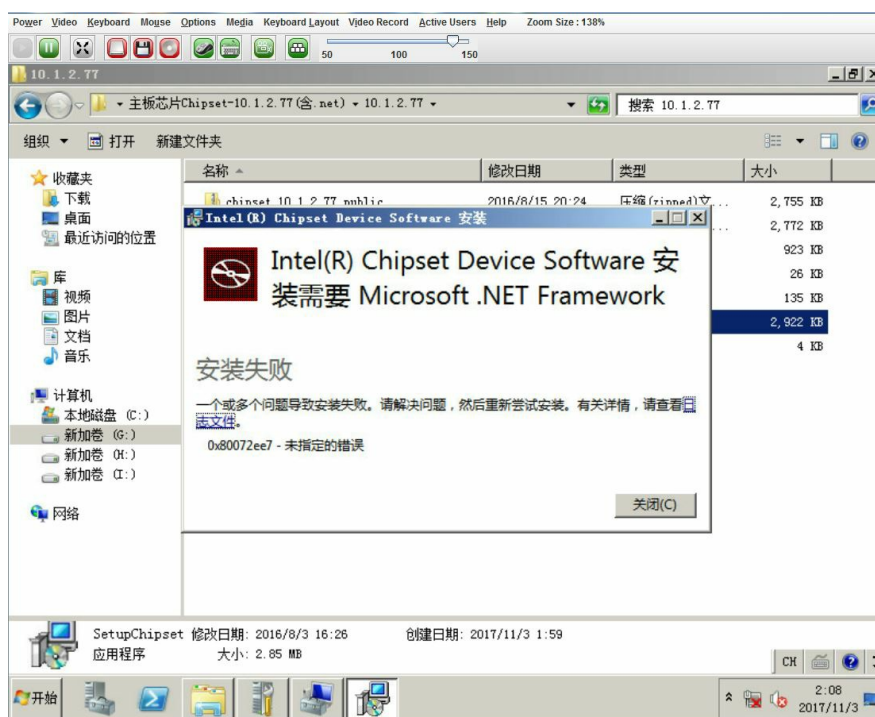 Power Video Keyboard Mouse Options Media Keyboard Layout Video Record Active Users Help Zoom Size : 138%
50 100 150
10.1.2.77
主板芯片Chipset-10.1.2.77(含.net) 10.1.2.77 搜索 10.1.2.77
组织 打开 新建文件夹
收藏夹
下载
桌面
最近访问的位置
库
视频
图片
文档
音乐
计算机
本地磁盘 (C:)
新加卷 (G:)
新加卷 (H:)
新加卷 (I:)
网络
名称 修改日期 类型 大小
chipset_10.1.2.77_public 2016/8/15 20:24 压缩(zipped)文... 2,755 KB
... 2,772 KB
923 KB
26 KB
135 KB
2,922 KB
4 KB
Intel(R) Chipset Device Software 安装
Intel(R) Chipset Device Software 安
装需要 Microsoft .NET Framework
安装失败
一个或多个问题导致安装失败。请解决问题，然后重新尝试安装。有关详情，请查看日
志文件。
0x80072ee7 - 未指定的错误
关闭(C)
SetupChipset 修改日期: 2016/8/3 16:26 创建日期: 2017/11/3 1:59
应用程序 大小: 2.85 MB
CH
开始
2:08
2017/11/3